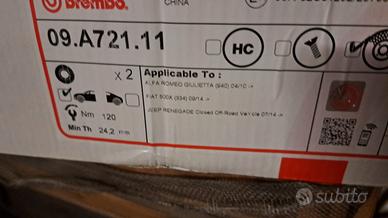 brembo
CHINA
09.A721.11
HC
X 2
Applicable To :
ALFA ROMEO GIULIETTA (940) 04/10 ->
FIAT 500X (334) 09/14 ->
JEEP RENEGADE Closed Off-Road Vehicle 07/14 ->
Nm 120
Min Th 24,2 mm
subito